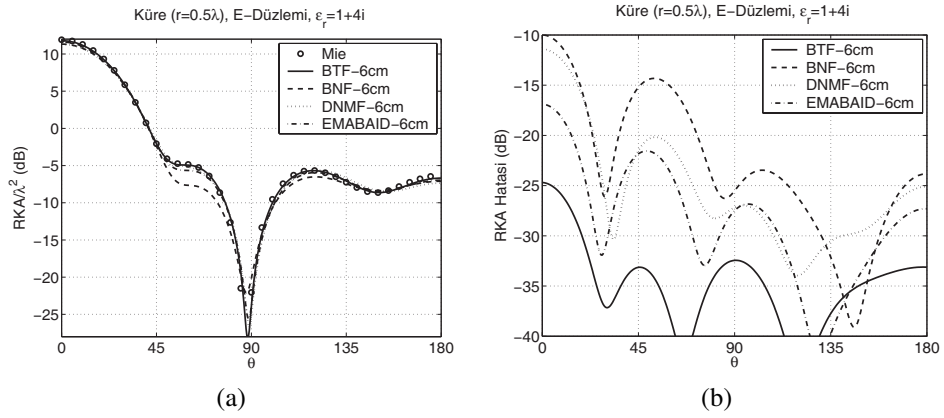 Küre (r=0.5λ), E-Düzlemi, ε_r=1+4i
RKA/λ² (dB)
10
5
0
−5
−10
−15
−20
−25
Mie
BTF−6cm
BNF−6cm
DNMF−6cm
EMABAID−6cm
0
45
90
135
180
θ
(a)
Küre (r=0.5λ), E-Düzlemi, ε_r=1+4i
RKA Hatasi (dB)
−10
−15
−20
−25
−30
−35
−40
BTF−6cm
BNF−6cm
DNMF−6cm
EMABAID−6cm
0
45
90
135
180
θ
(b)